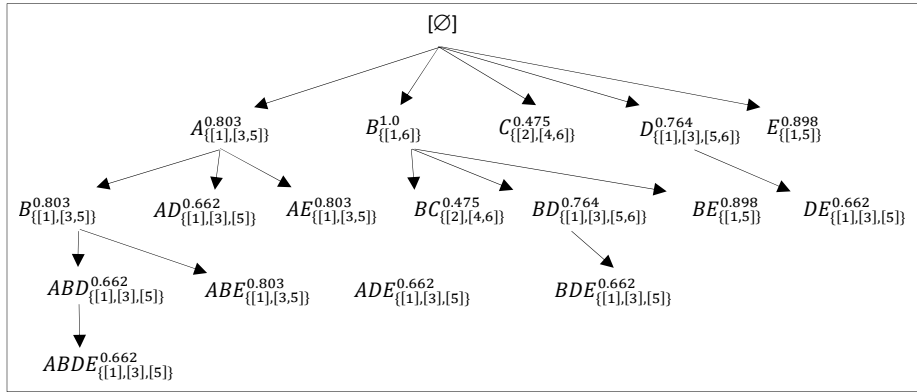 [∅]
A^{0.803}_{\{[1],[3,5]\}} B^{1.0}_{\{[1,6]\}} C^{0.475}_{\{[2],[4,6]\}} D^{0.764}_{\{[1],[3],[5,6]\}} E^{0.898}_{\{[1,5]\}}
B^{0.803}_{\{[1],[3,5]\}} AD^{0.662}_{\{[1],[3],[5]\}} AE^{0.803}_{\{[1],[3,5]\}} BC^{0.475}_{\{[2],[4,6]\}} BD^{0.764}_{\{[1],[3],[5,6]\}} BE^{0.898}_{\{[1,5]\}} DE^{0.662}_{\{[1],[3],[5]\}}
ABD^{0.662}_{\{[1],[3],[5]\}} ABE^{0.803}_{\{[1],[3,5]\}} ADE^{0.662}_{\{[1],[3],[5]\}} BDE^{0.662}_{\{[1],[3],[5]\}}
ABDE^{0.662}_{\{[1],[3],[5]\}}